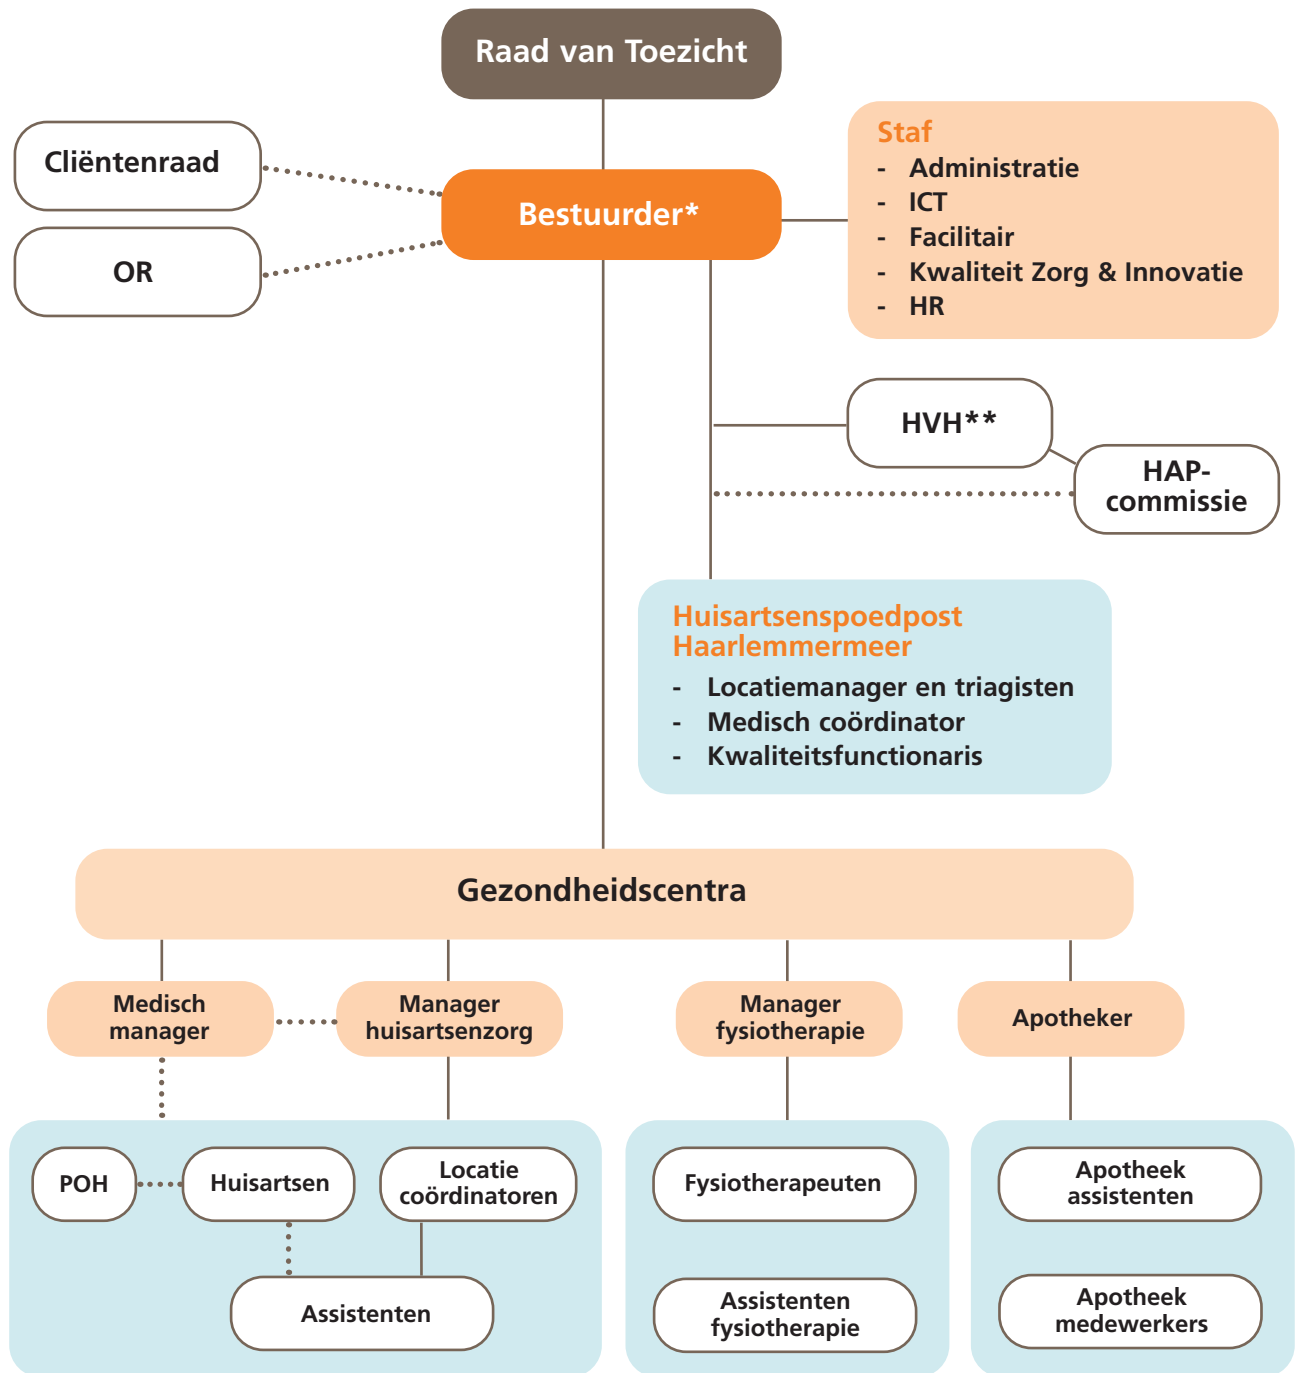 Raad van Toezicht
Cliëntenraad
OR
Bestuurder*
Staf
- Administratie
- ICT
- Facilitair
- Kwaliteit Zorg & Innovatie
- HR
HVH**
HAP-
commissie
Huisartsenspoedpost
Haarlemmermeer
- Locatiemanager en triagisten
- Medisch coördinator
- Kwaliteitsfunctionaris
Gezondheidscentra
Medisch
manager
Manager
huisartsenzorg
Manager
fysiotherapie
Apotheker
POH
Huisartsen
Locatie
coördinatoren
Assistenten
Fysiotherapeuten
Assistenten
fysiotherapie
Apotheek
assistenten
Apotheek
medewerkers